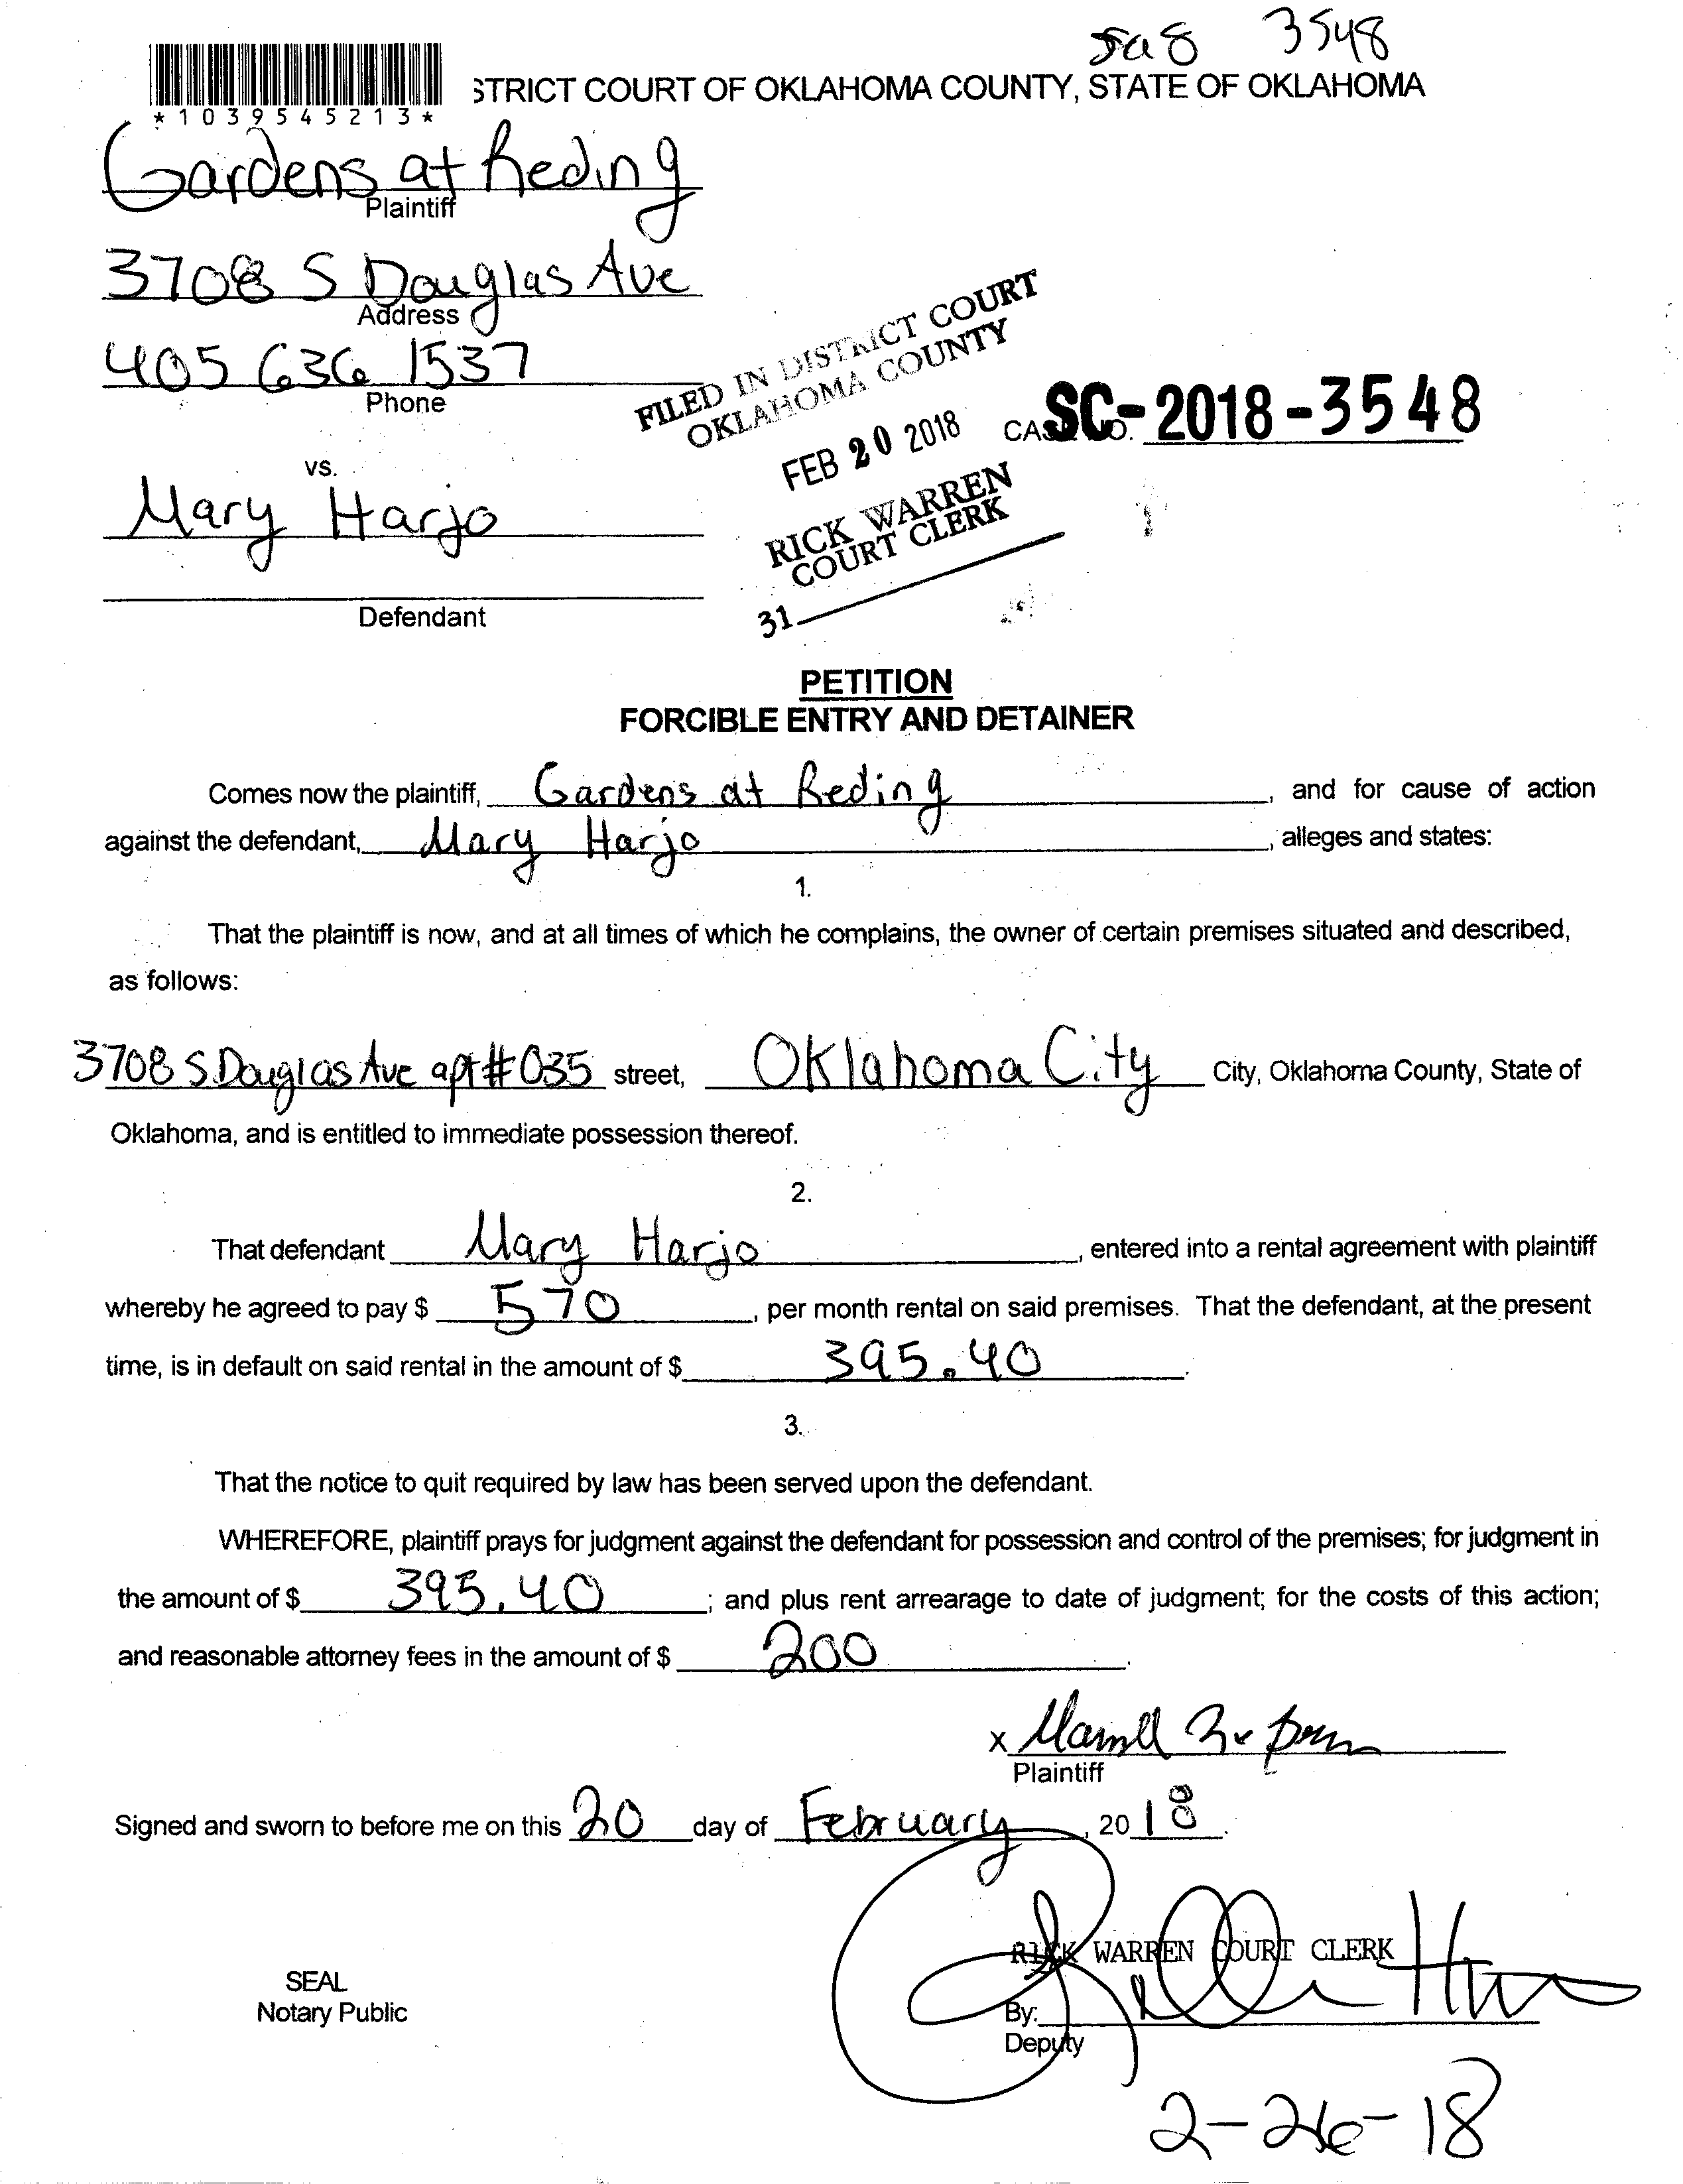 3548
STRICT COURT OF OKLAHOMA COUNTY, STATE OF OKLAHOMA
*1039545213*
Gardens at Reding
Plaintiff
3708 S Douglas Ave
Address
405 636 1537
Phone
FILED IN DISTRICT COURT
OKLAHOMA COUNTY
FEB 20 2018
RICK WARREN
COURT CLERK
31
SC-2018-3548
vs.
Mary Harjo
Defendant
PETITION
FORCIBLE ENTRY AND DETAINER
Comes now the plaintiff, Gardens at Reding, and for cause of action
against the defendant, Mary Harjo, alleges and states:
1.
That the plaintiff is now, and at all times of which he complains, the owner of certain premises situated and described,
as follows:
3708 S Douglas Ave apt # 035 street, Oklahoma City City, Oklahoma County, State of
Oklahoma, and is entitled to immediate possession thereof.
2.
That defendant Mary Harjo, entered into a rental agreement with plaintiff
whereby he agreed to pay $ 570, per month rental on said premises. That the defendant, at the present
time, is in default on said rental in the amount of $ 395.40.
3.
That the notice to quit required by law has been served upon the defendant.
WHEREFORE, plaintiff prays for judgment against the defendant for possession and control of the premises; for judgment in
the amount of $ 395.40; and plus rent arrearage to date of judgment; for the costs of this action;
and reasonable attorney fees in the amount of $ 200.
x
Plaintiff
Signed and sworn to before me on this 20 day of February, 2018.
RICK WARREN COURT CLERK
SEAL
Notary Public
By:
Deputy
2-26-18